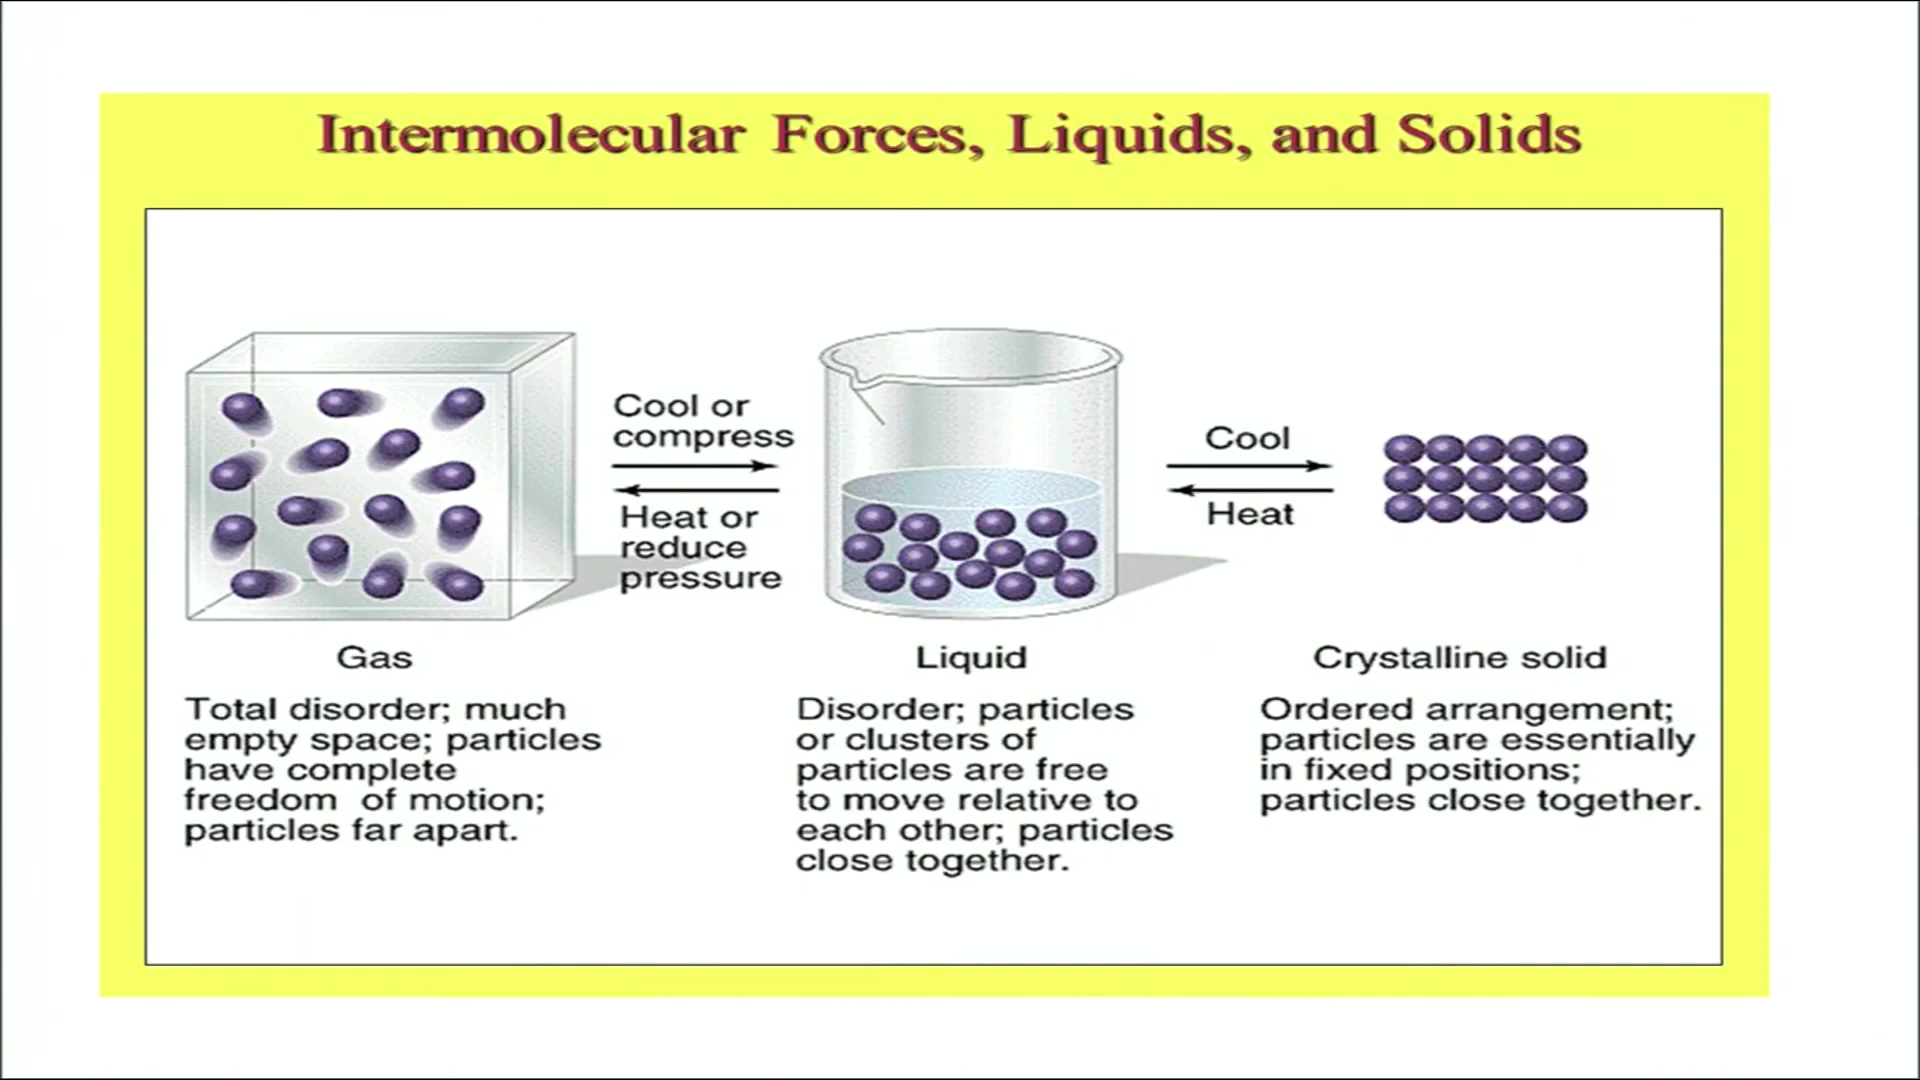 Intermolecular Forces, Liquids, and Solids
Cool or
compress
Heat or
reduce
pressure
Cool
Heat
Gas
Total disorder; much
empty space; particles
have complete
freedom of motion;
particles far apart.
Liquid
Disorder; particles
or clusters of
particles are free
to move relative to
each other; particles
close together.
Crystalline solid
Ordered arrangement;
particles are essentially
in fixed positions;
particles close together.